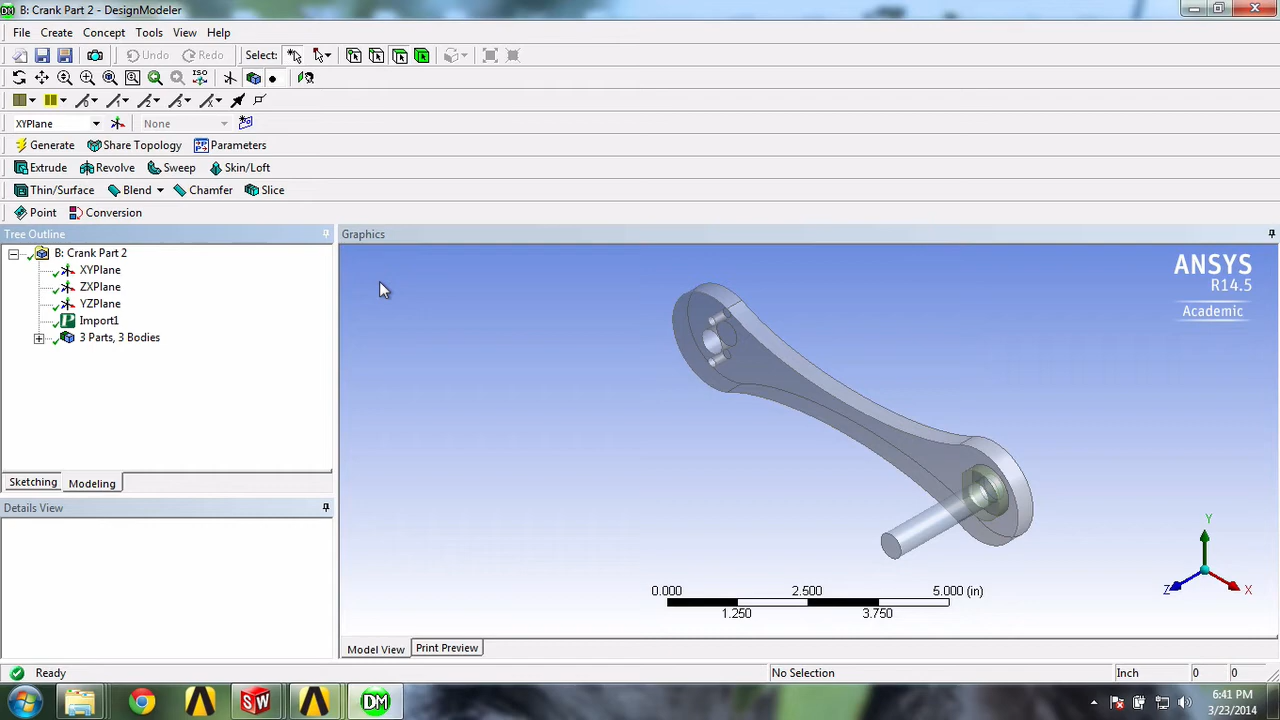 B: Crank Part 2 - DesignModeler
File Create Concept Tools View Help
Undo Redo Select:
ISO
XYPlane None
Generate Share Topology Parameters
Extrude Revolve Sweep Skin/Loft
Thin/Surface Blend Chamfer Slice
Point Conversion
Tree Outline
B: Crank Part 2
XYPlane
ZXPlane
YZPlane
Import1
3 Parts, 3 Bodies
Sketching Modeling
Details View
Graphics
ANSYS
R14.5
Academic
0.000 2.500 5.000 (in)
1.250 3.750
Y
Z X
Model View Print Preview
Ready No Selection Inch 0 0
SW DM
6:41 PM
3/23/2014